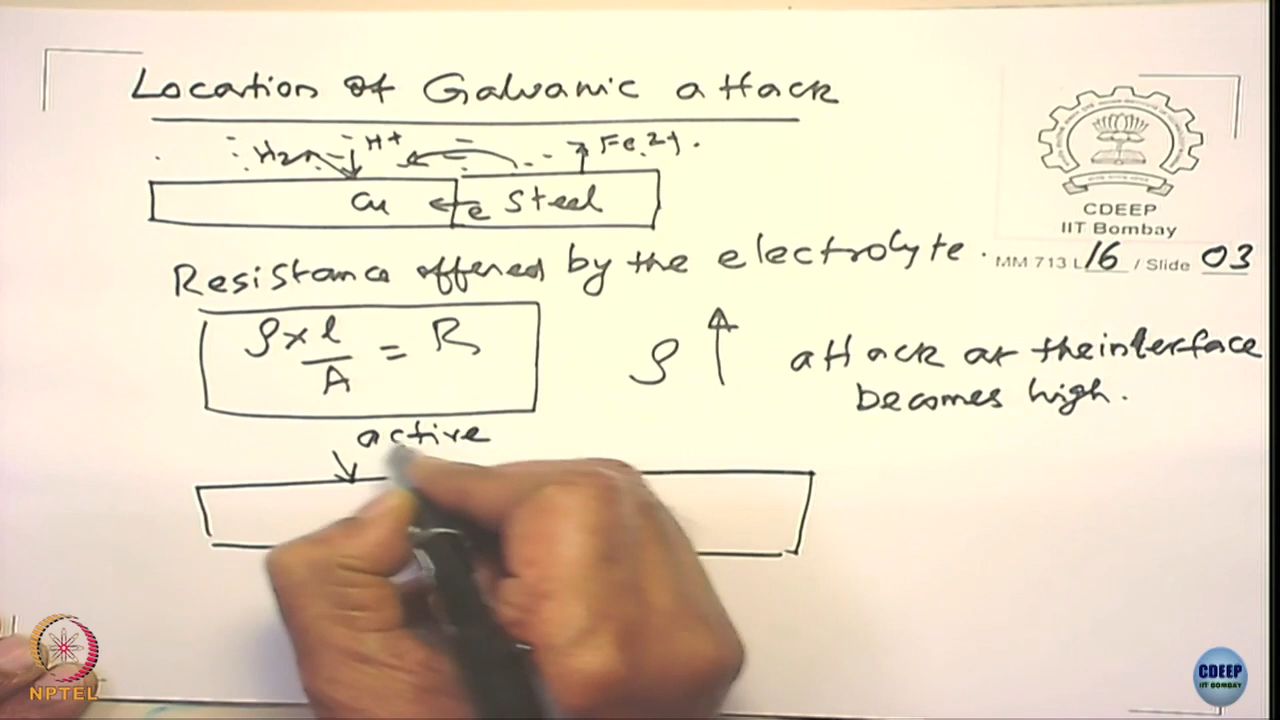 Location of Galvanic attack
H2 H+ Fe2+
Cu e Steel
CDEEP
IIT Bombay
MM 713 L 16 / Slide 03
Resistance offered by the electrolyte.
ρ × l / A = R
ρ ↑ attack at the interface
becomes high.
active
NPTEL
CDEEP
IIT BOMBAY